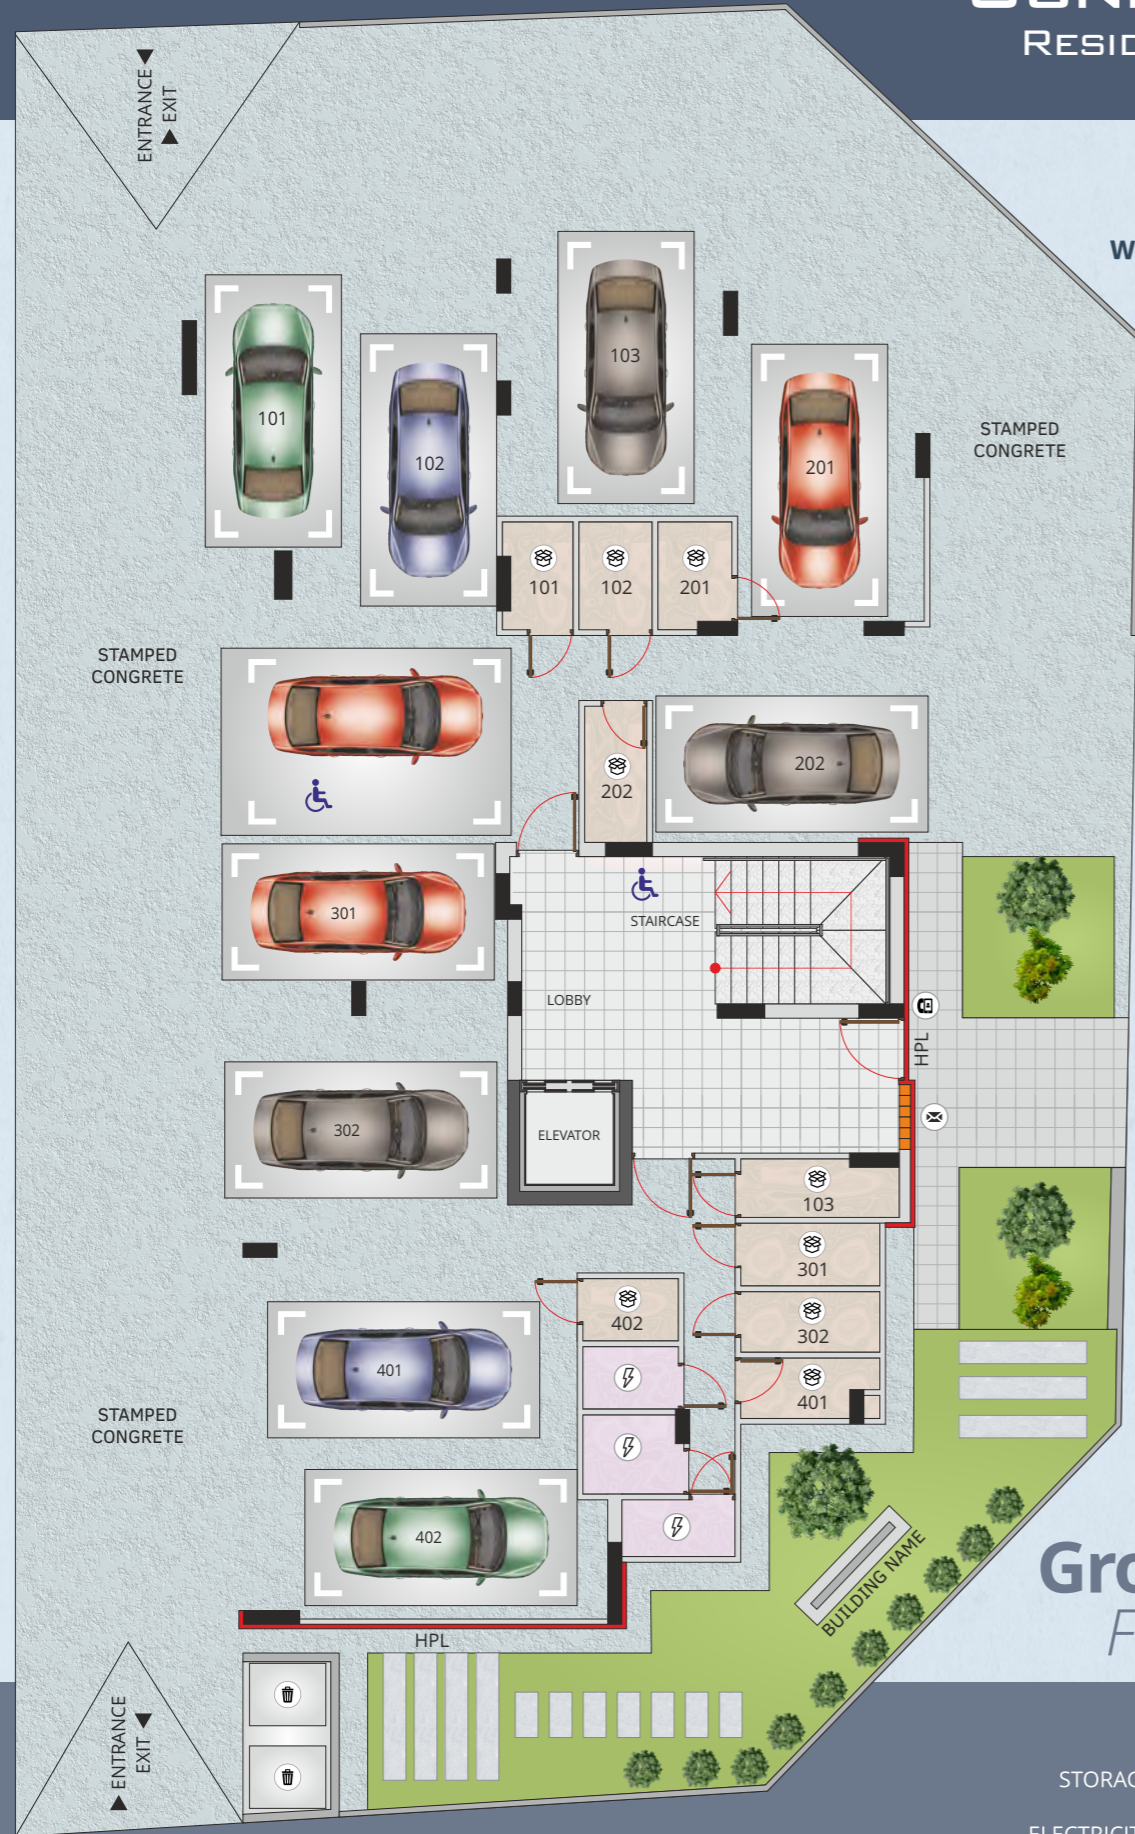 RESID
ENTRANCE
EXIT
W
101
102
103
201
STAMPED
CONGRETE
101
102
201
STAMPED
CONGRETE
202
202
301
STAIRCASE
LOBBY
HPL
302
ELEVATOR
103
301
302
401
402
401
STAMPED
CONGRETE
402
BUILDING NAME
Gro
F
HPL
ENTRANCE
EXIT
STORAG
ELECTRICIT